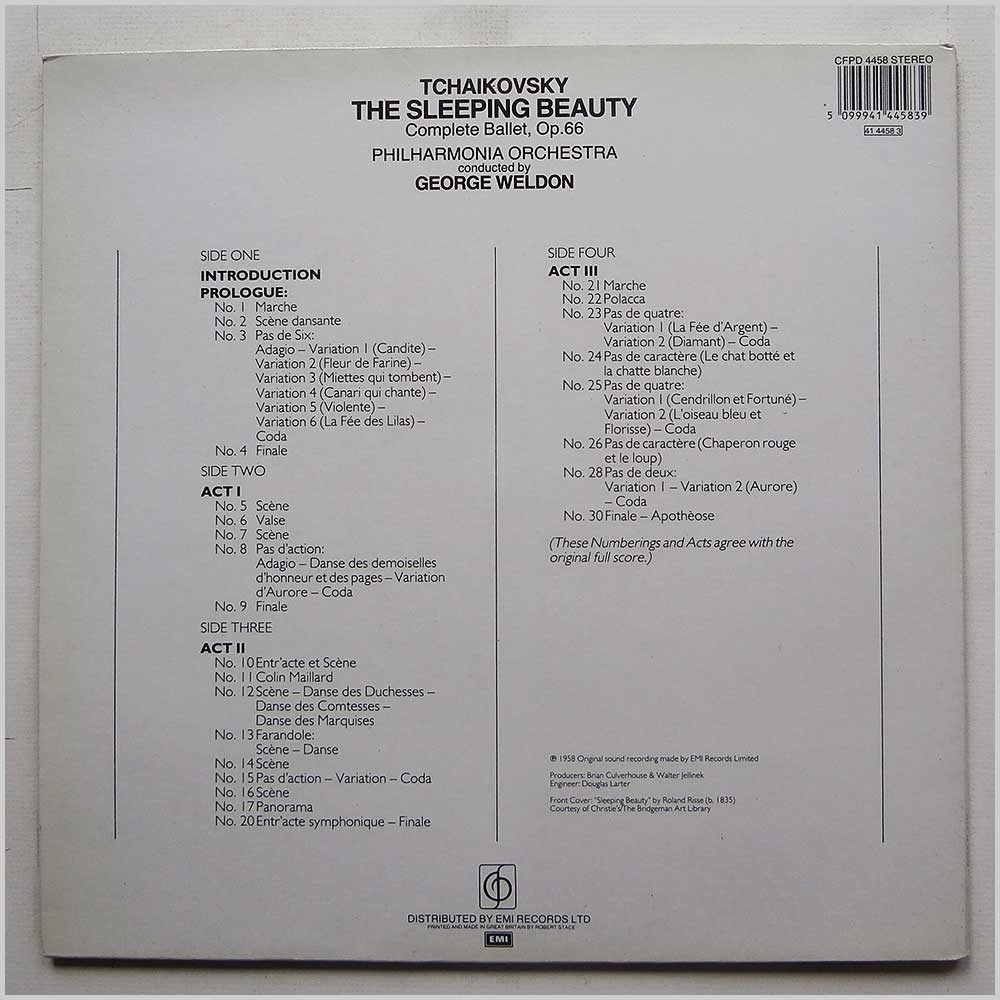 TCHAIKOVSKY
THE SLEEPING BEAUTY
Complete Ballet, Op.66
PHILHARMONIA ORCHESTRA
conducted by
GEORGE WELDON
CFPD 4458 STEREO
5 099941 445839
41 4458 3
SIDE ONE
INTRODUCTION
PROLOGUE:
No. 1 Marche
No. 2 Scène dansante
No. 3 Pas de Six:
Adagio – Variation 1 (Candite) –
Variation 2 (Fleur de Farine) –
Variation 3 (Miettes qui tombent) –
Variation 4 (Canari qui chante) –
Variation 5 (Violente) –
Variation 6 (La Fée des Lilas) –
Coda
No. 4 Finale
SIDE TWO
ACT I
No. 5 Scène
No. 6 Valse
No. 7 Scène
No. 8 Pas d'action:
Adagio – Danse des demoiselles
d'honneur et des pages – Variation
d'Aurore – Coda
No. 9 Finale
SIDE THREE
ACT II
No. 10 Entr'acte et Scène
No. 11 Colin Maillard
No. 12 Scène – Danse des Duchesses –
Danse des Comtesses –
Danse des Marquises
No. 13 Farandole:
Scène – Danse
No. 14 Scène
No. 15 Pas d'action – Variation – Coda
No. 16 Scène
No. 17 Panorama
No. 20 Entr'acte symphonique – Finale
SIDE FOUR
ACT III
No. 21 Marche
No. 22 Polacca
No. 23 Pas de quatre:
Variation 1 (La Fée d'Argent) –
Variation 2 (Diamant) – Coda
No. 24 Pas de caractère (Le chat botté et
la chatte blanche)
No. 25 Pas de quatre:
Variation 1 (Cendrillon et Fortuné) –
Variation 2 (L'oiseau bleu et
Florisse) – Coda
No. 26 Pas de caractère (Chaperon rouge
et le loup)
No. 28 Pas de deux:
Variation 1 – Variation 2 (Aurore)
– Coda
No. 30 Finale – Apothèose
(These Numberings and Acts agree with the
original full score.)
℗ 1958 Original sound recording made by EMI Records Limited
Producers: Brian Culverhouse & Walter Jellinek
Engineer: Douglas Larter
Front Cover: "Sleeping Beauty" by Roland Risse (b. 1835)
Courtesy of Christie's/The Bridgeman Art Library
DISTRIBUTED BY EMI RECORDS LTD
PRINTED AND MADE IN GREAT BRITAIN BY ROBERT STACE
EMI